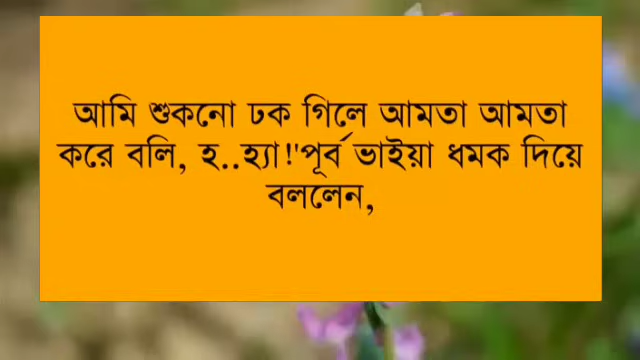 আমি শুকনো ঢক গিলে আমতা আমতা
করে বলি, হ..হ্যা!'পূর্ব ভাইয়া ধমক দিয়ে
বললেন,